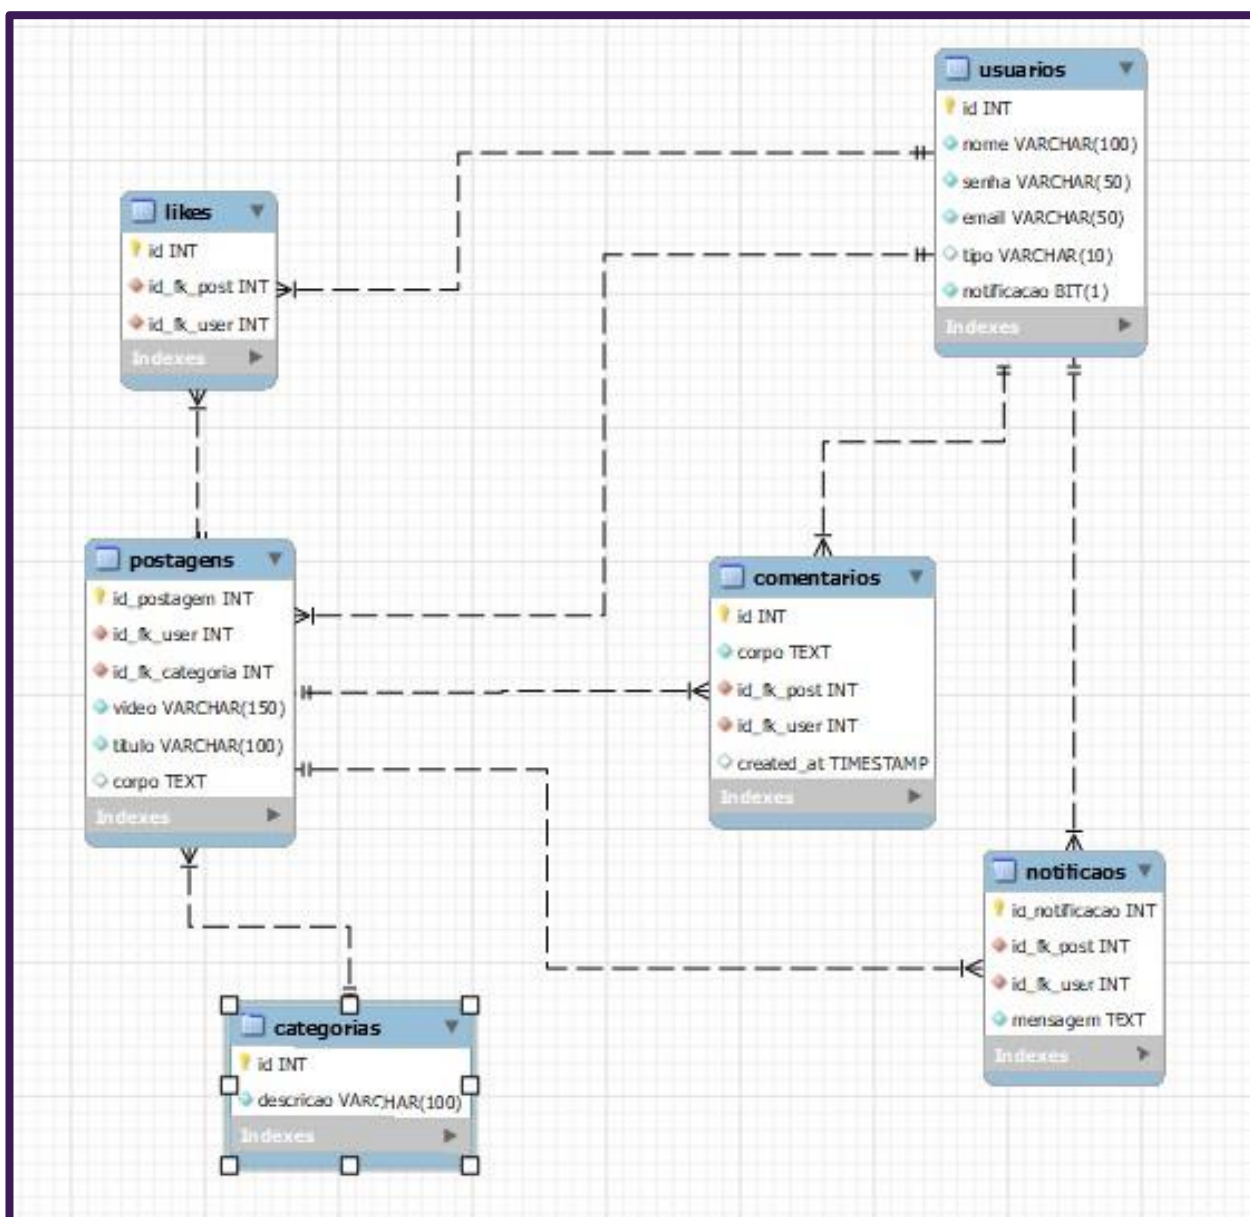 usuarios
id INT
nome VARCHAR(100)
senha VARCHAR(50)
email VARCHAR(50)
tipo VARCHAR(10)
notificacao BIT(1)
Indexes
likes
id INT
id_fk_post INT
id_fk_user INT
Indexes
postagens
id_postagem INT
id_fk_user INT
id_fk_categoria INT
video VARCHAR(150)
titulo VARCHAR(100)
corpo TEXT
Indexes
comentarios
id INT
corpo TEXT
id_fk_post INT
id_fk_user INT
created_at TIMESTAMP
Indexes
notificaos
id_notificacao INT
id_fk_post INT
id_fk_user INT
mensagem TEXT
Indexes
categorias
id INT
descricao VARCHAR(100)
Indexes